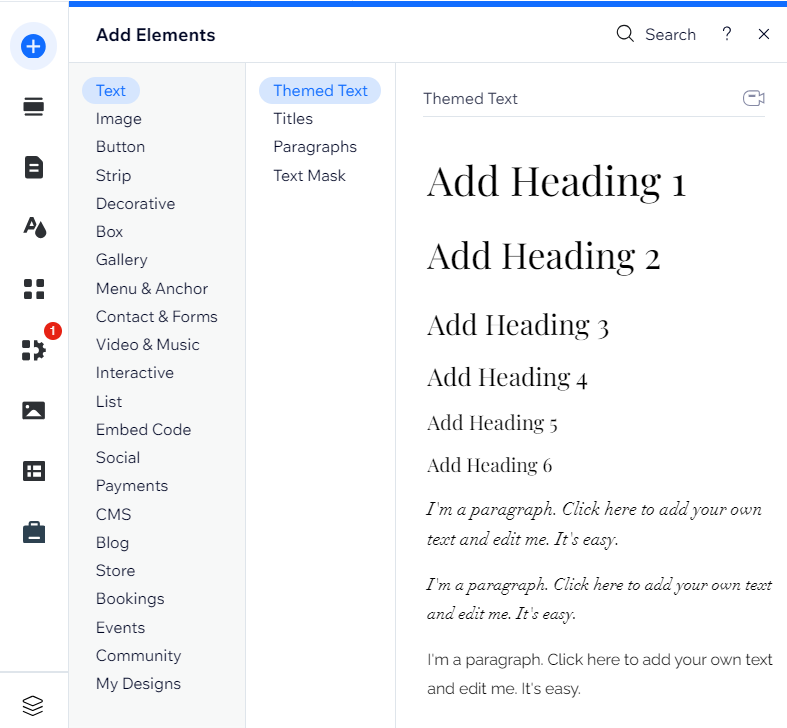 Add Elements
Search
?
Text
Image
Button
Strip
Decorative
Box
Gallery
Menu & Anchor
Contact & Forms
Video & Music
Interactive
List
Embed Code
Social
Payments
CMS
Blog
Store
Bookings
Events
Community
My Designs
1
Themed Text
Titles
Paragraphs
Text Mask
Themed Text
Add Heading 1
Add Heading 2
Add Heading 3
Add Heading 4
Add Heading 5
Add Heading 6
I'm a paragraph. Click here to add your own
text and edit me. It's easy.
I'm a paragraph. Click here to add your own text
and edit me. It's easy.
I'm a paragraph. Click here to add your own text
and edit me. It's easy.